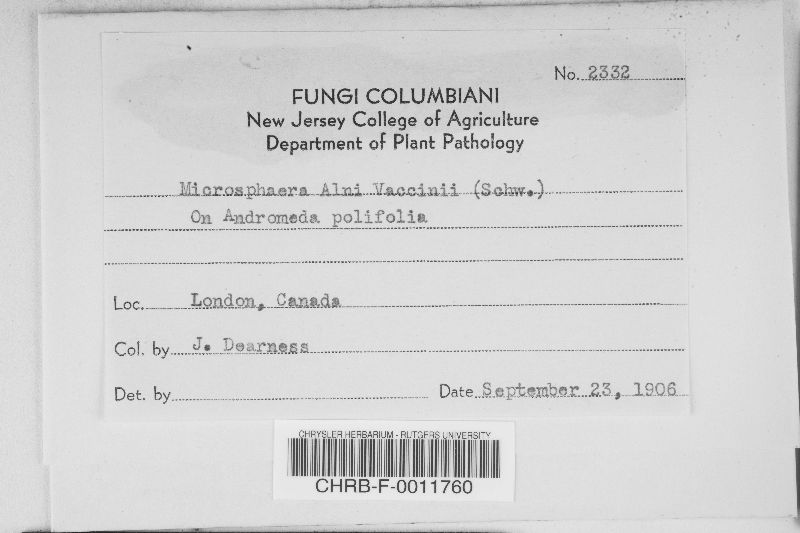 No. 2332
FUNGI COLUMBIANI
New Jersey College of Agriculture
Department of Plant Pathology
Microsphaera Alni Vaccinii (Schw.)
On Andromeda polifolia
Loc. London, Canada
Col. by J. Dearness
Det. by Date September 23, 1906
CHRYSLER HERBARIUM - RUTGERS UNIVERSITY
CHRB-F-0011760